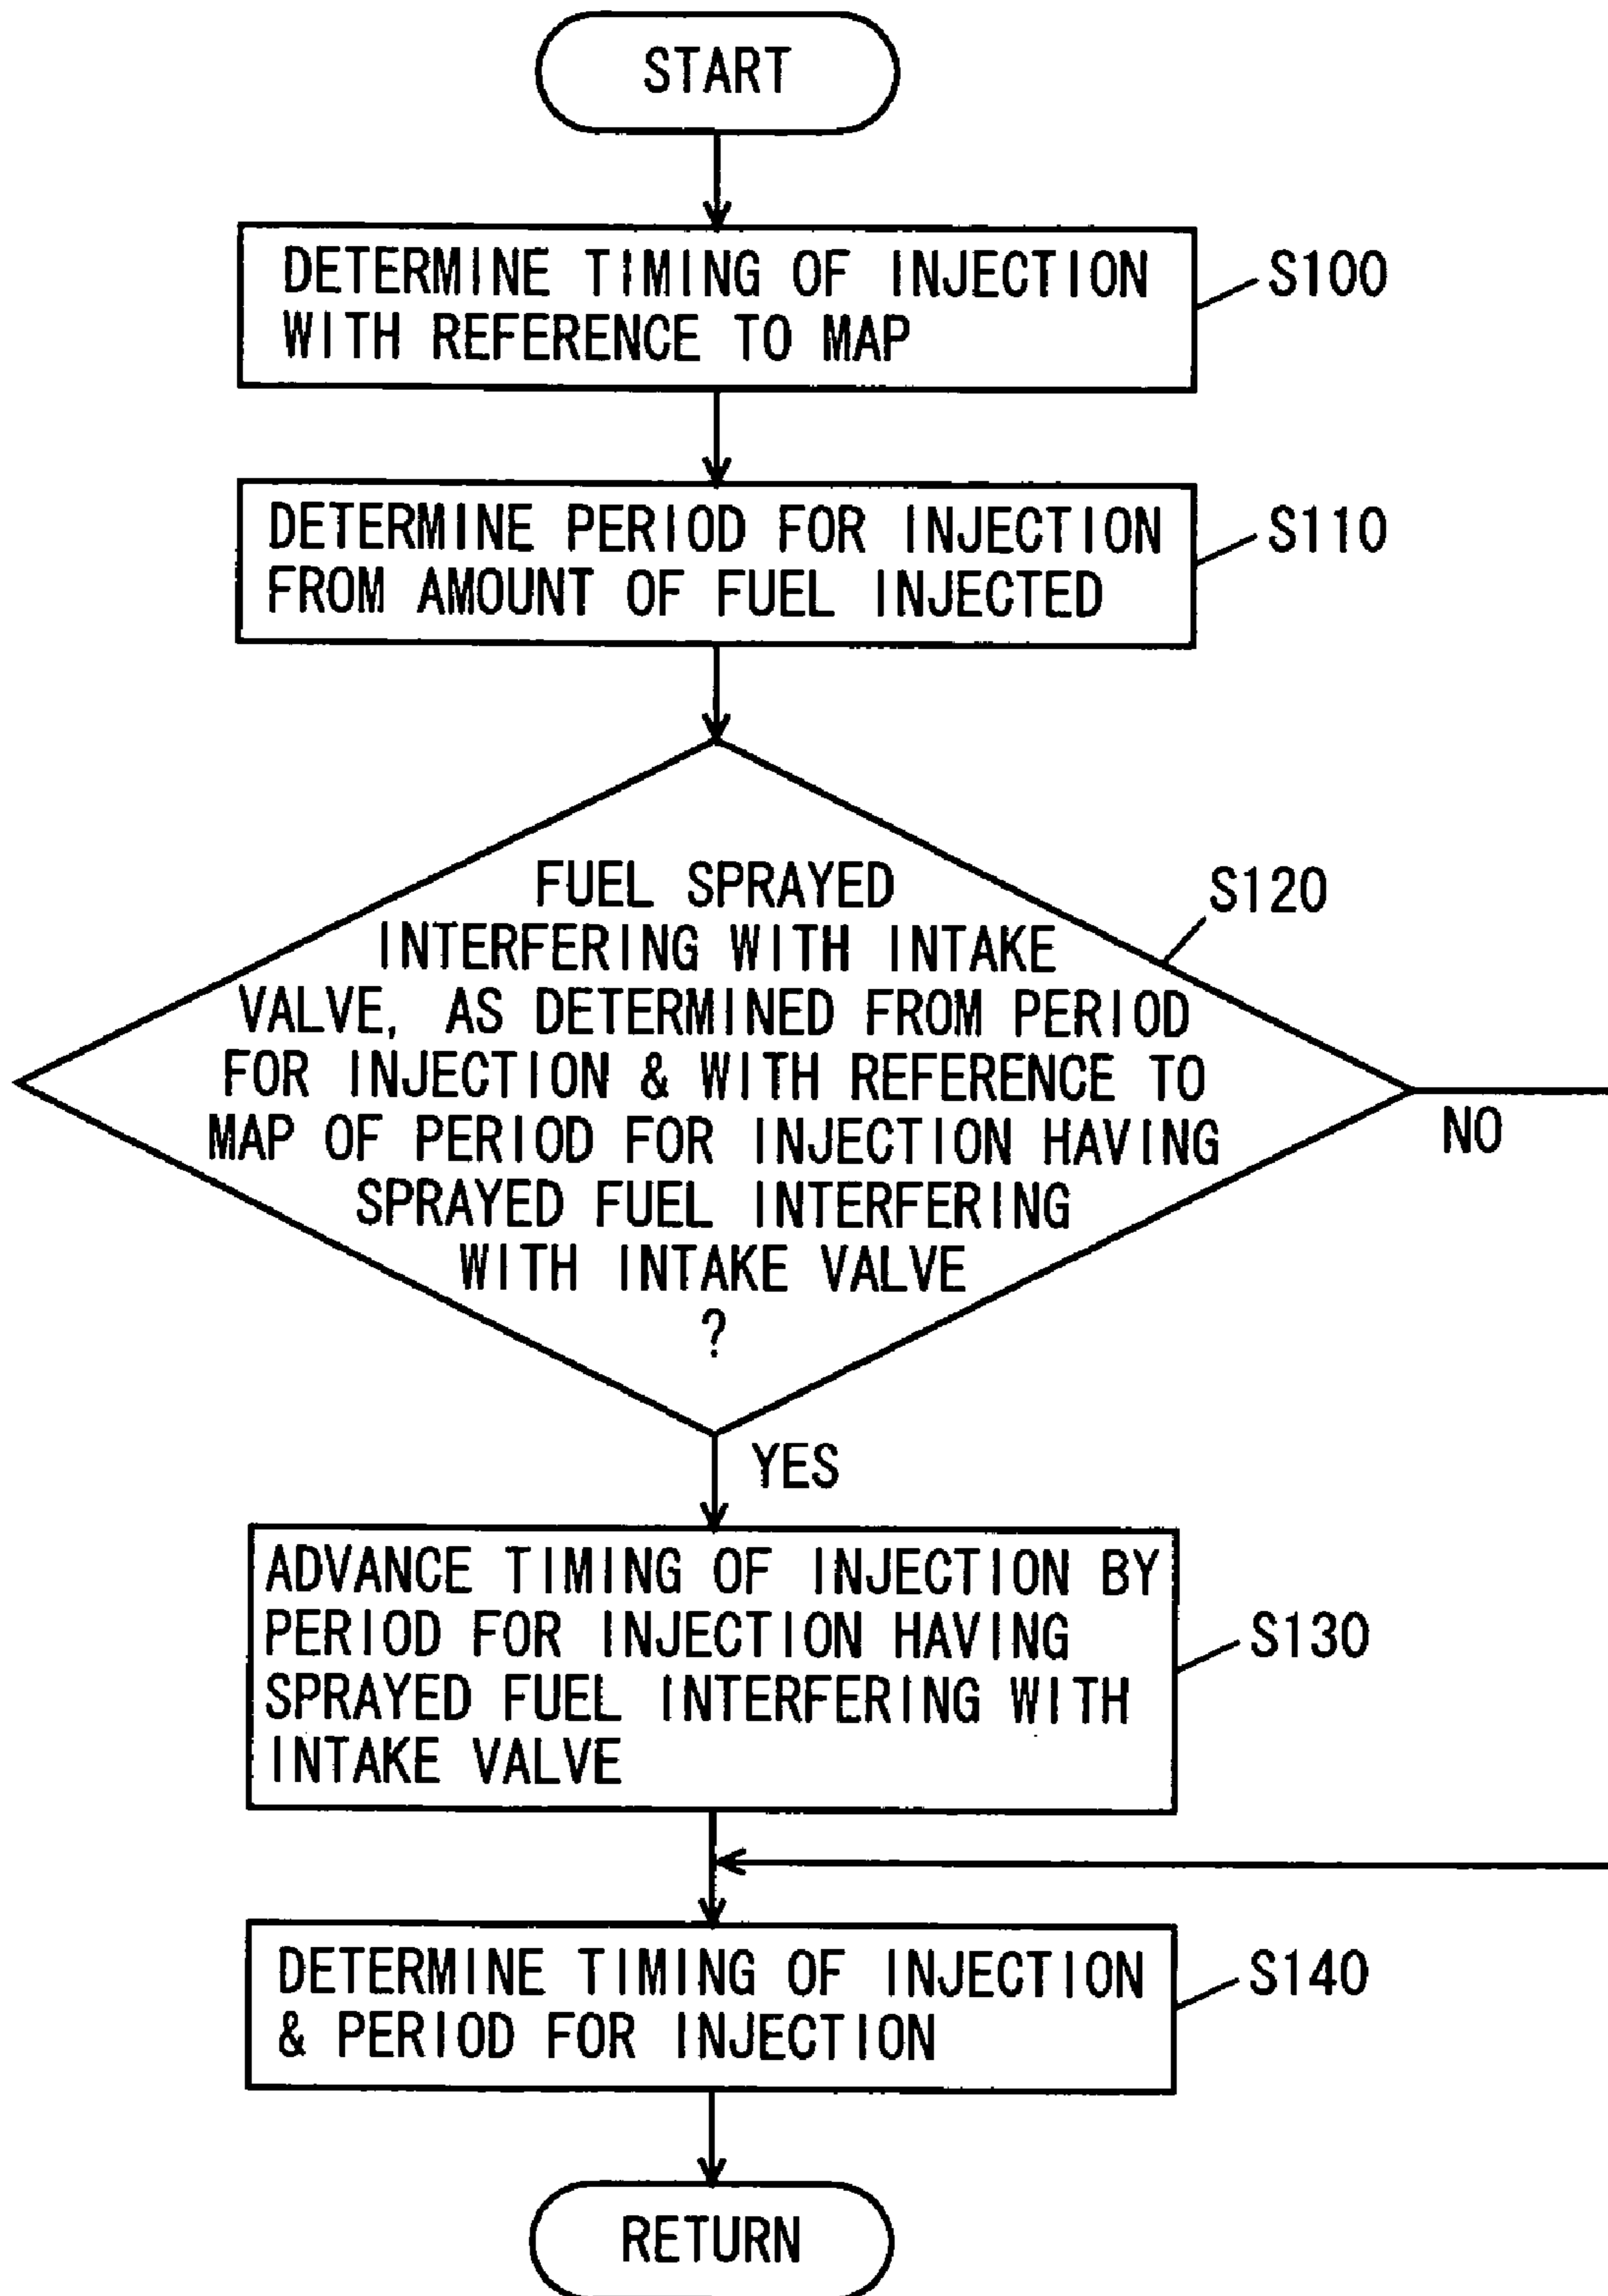 START
DETERMINE TIMING OF INJECTION
WITH REFERENCE TO MAP
S100
DETERMINE PERIOD FOR INJECTION
FROM AMOUNT OF FUEL INJECTED
S110
FUEL SPRAYED
INTERFERING WITH INTAKE
VALVE, AS DETERMINED FROM PERIOD
FOR INJECTION & WITH REFERENCE TO
MAP OF PERIOD FOR INJECTION HAVING
SPRAYED FUEL INTERFERING
WITH INTAKE VALVE
?
S120
NO
YES
ADVANCE TIMING OF INJECTION BY
PERIOD FOR INJECTION HAVING
SPRAYED FUEL INTERFERING WITH
INTAKE VALVE
S130
DETERMINE TIMING OF INJECTION
& PERIOD FOR INJECTION
S140
RETURN